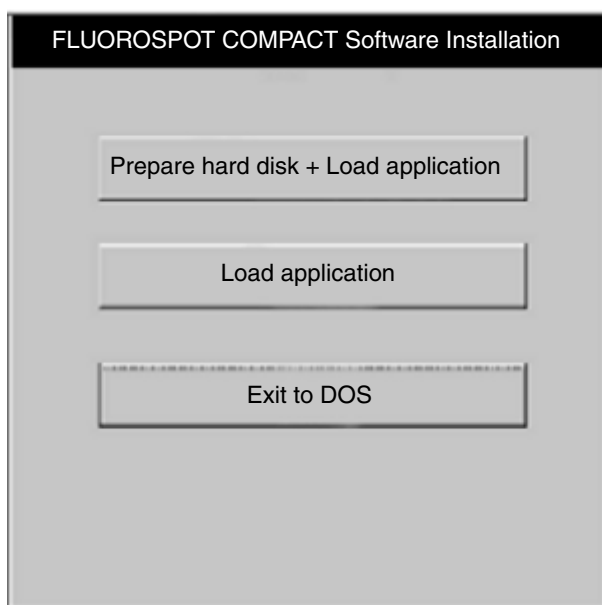 FLUOROSPOT COMPACT Software Installation
Prepare hard disk + Load application
Load application
Exit to DOS